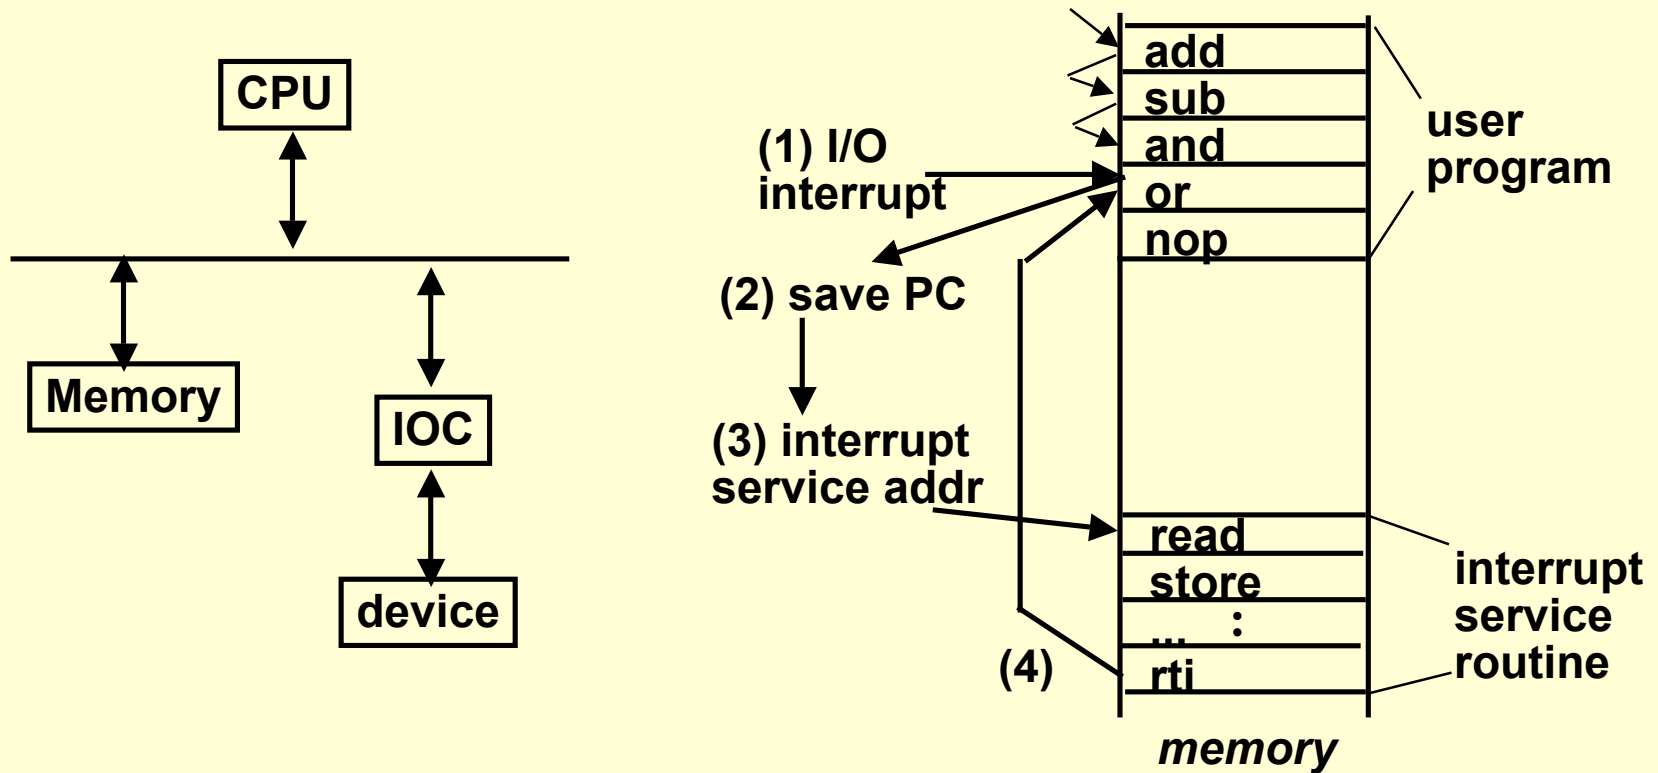 CPU
Memory
IOC
device
(1) I/O
interrupt
(2) save PC
(3) interrupt
service addr
(4)
add
sub
and
or
nop
user
program
read
store
:
...
rti
interrupt
service
routine
memory